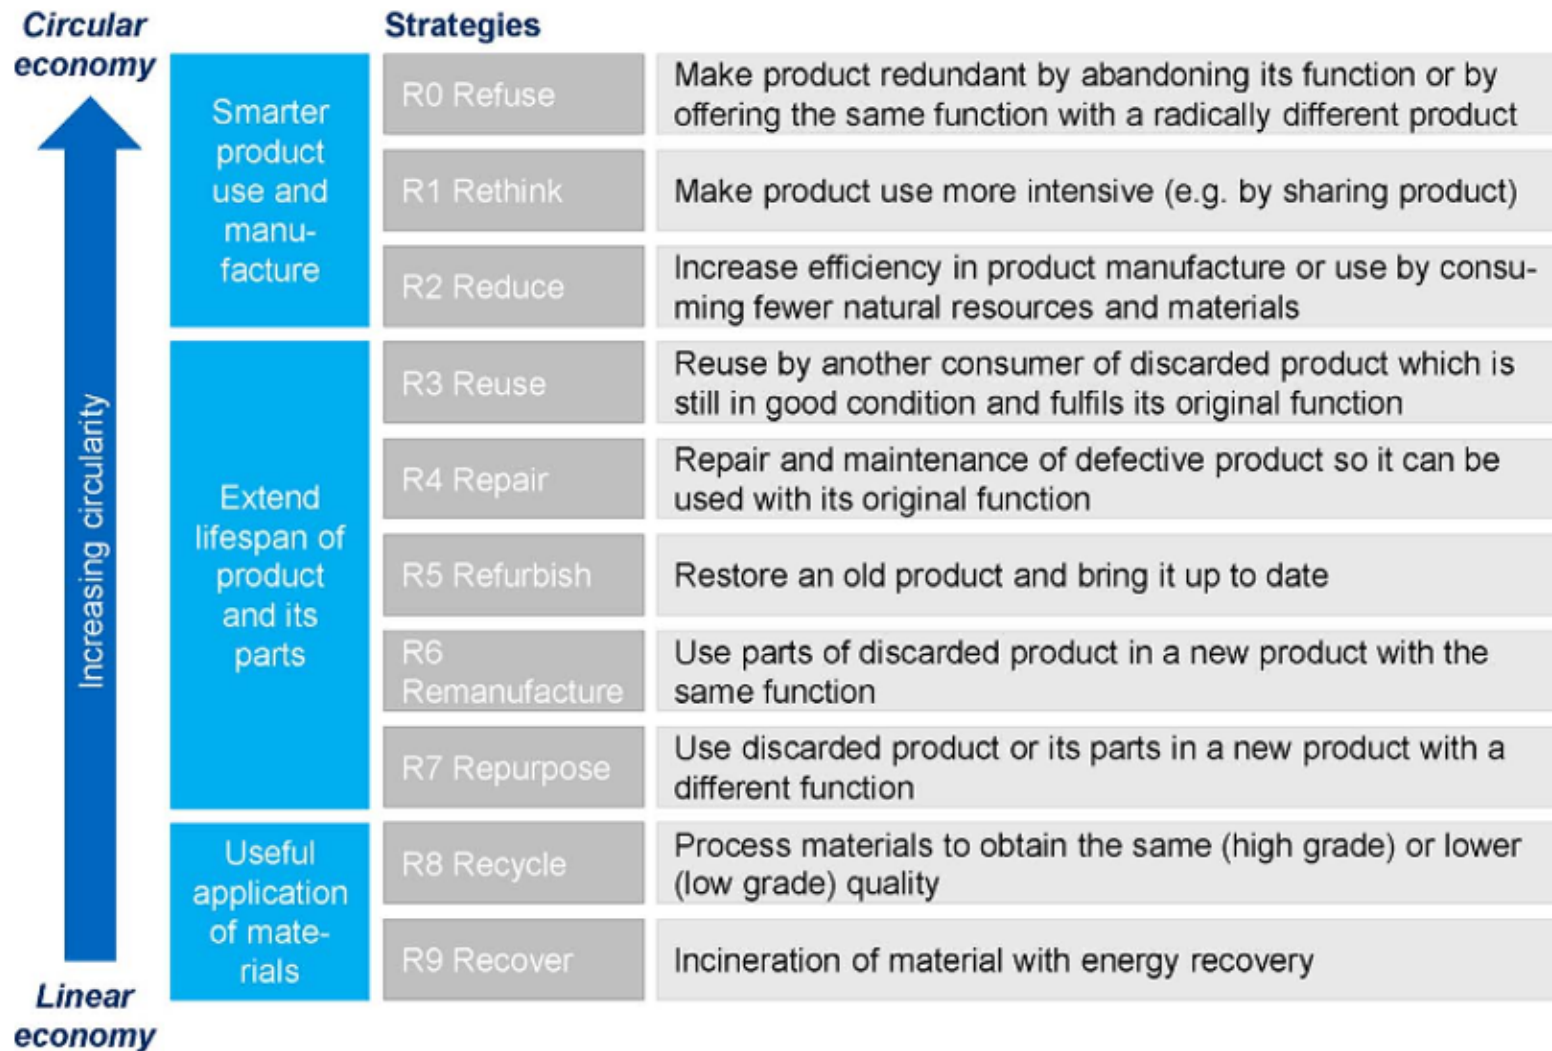 Circular
economy
Strategies
Smarter
product
use and
manu-
facture
R0 Refuse
Make product redundant by abandoning its function or by
offering the same function with a radically different product
R1 Rethink
Make product use more intensive (e.g. by sharing product)
R2 Reduce
Increase efficiency in product manufacture or use by consu-
ming fewer natural resources and materials
Increasing circularity
Extend
lifespan of
product
and its
parts
R3 Reuse
Reuse by another consumer of discarded product which is
still in good condition and fulfils its original function
R4 Repair
Repair and maintenance of defective product so it can be
used with its original function
R5 Refurbish
Restore an old product and bring it up to date
R6
Remanufacture
Use parts of discarded product in a new product with the
same function
R7 Repurpose
Use discarded product or its parts in a new product with a
different function
Useful
application
of mate-
rials
R8 Recycle
Process materials to obtain the same (high grade) or lower
(low grade) quality
R9 Recover
Incineration of material with energy recovery
Linear
economy